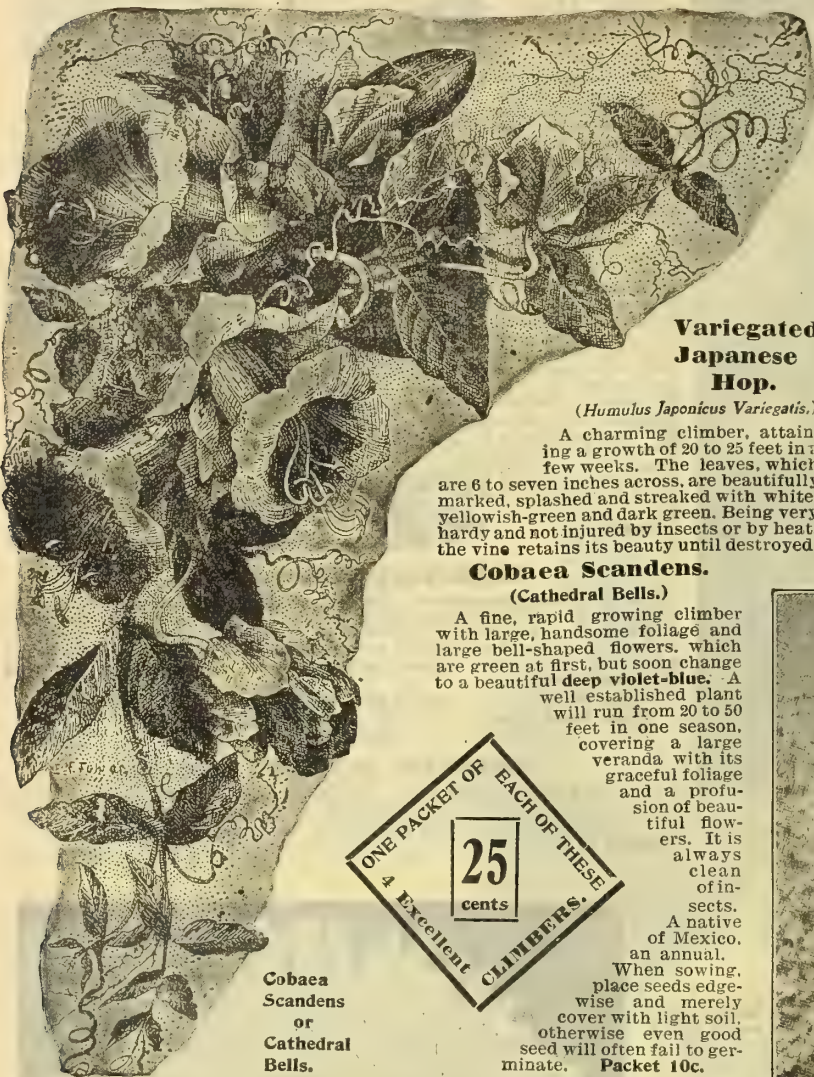 Variegated
Japanese
Hop.
(Humulus Japonicus Variegatis.)
A charming climber, attain
ing a growth of 20 to 25 feet in a
few weeks. The leaves, which
are 6 to seven inches across, are beautifully
marked, splashed and streaked with white
yellowish-green and dark green. Being very
hardy and not injured by insects or by heat
the vine retains its beauty until destroyed
Cobaea Scandens.
(Cathedral Bells.)
A fine, rapid growing climber
with large, handsome foliage and
large bell-shaped flowers. which
are green at first, but soon change
to a beautiful deep violet=blue. A
well established plant
will run from 20 to 50
feet in one season,
covering a large
veranda with its
graceful foliage
and a profu-
sion of beau-
tiful flow-
ers. It is
always
clean
of in-
sects.
A native
of Mexico.
an annual.
When sowing,
place seeds edge-
wise and merely
cover with light soil,
otherwise even good
seed will often fail to ger-
minate. Packet 10c.
ONE PACKET OF
EACH OF THESE
25
cents
4 Excellent
CLIMBERS.
Cobaea
Scandens
or
Cathedral
Bells.